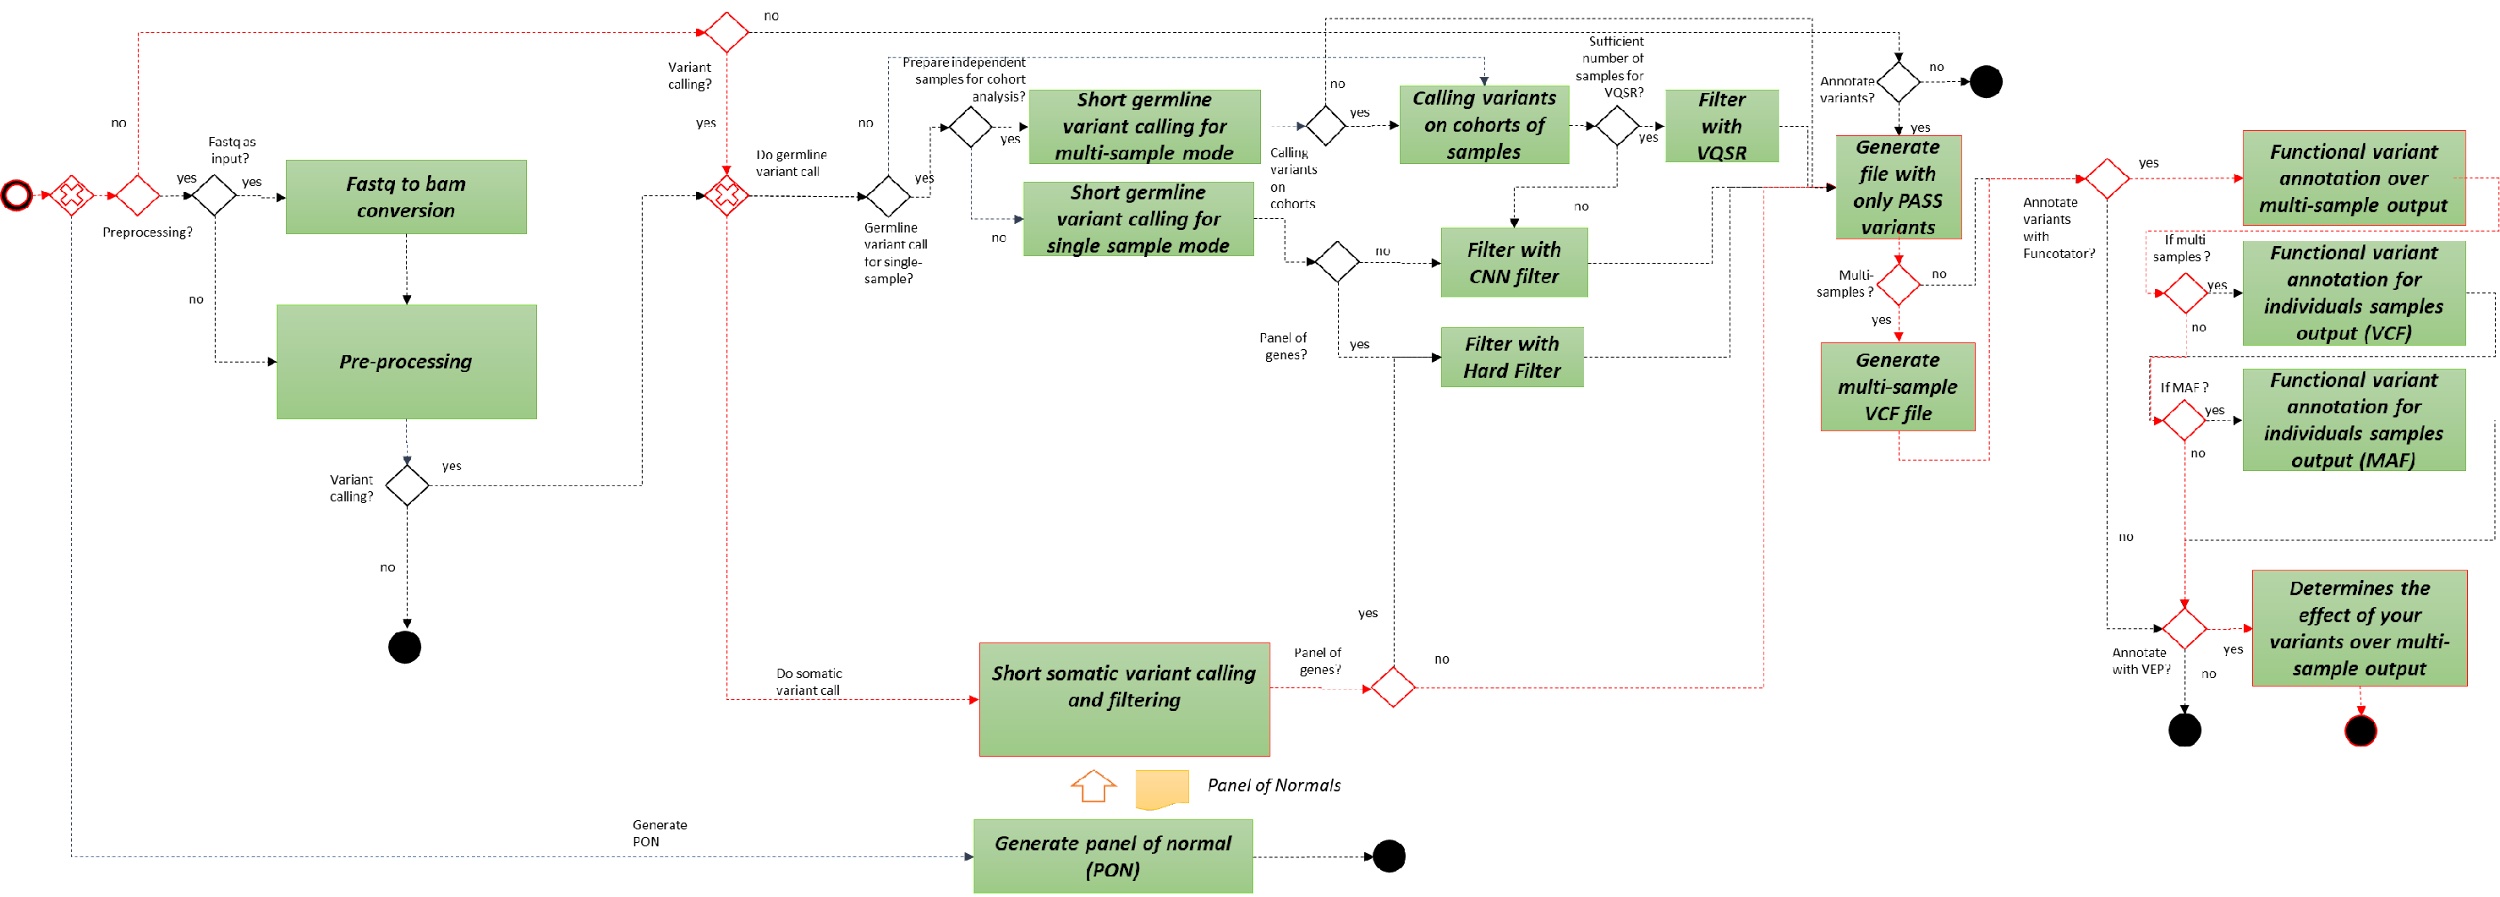 no
Variant
calling?
yes
no
Preprocessing?
yes
Fastq as
input?
yes
no
Fastq to bam
conversion
Pre-processing
Variant
calling?
yes
no
Do germline
variant call
no
yes
Germline
variant call
for single-
sample?
Prepare independent
samples for cohort
analysis?
yes
no
Short germline
variant calling for
multi-sample mode
Short germline
variant calling for
single sample mode
Calling
variants
on
cohorts
no
yes
Calling variants
on cohorts of
samples
Sufficient
number of
samples for
VQSR?
yes
no
Filter
with
VQSR
no
Filter with
CNN filter
Panel of
genes?
yes
Filter with
Hard Filter
Annotate
variants?
no
yes
Generate
file with
only PASS
variants
Multi-
samples ?
no
yes
Generate
multi-sample
VCF file
Annotate
variants
with
Funcotator?
yes
no
Functional variant
annotation over
multi-sample output
If multi
samples ?
yes
no
Functional variant
annotation for
individuals samples
output (VCF)
If MAF ?
yes
no
Functional variant
annotation for
individuals samples
output (MAF)
Annotate
with VEP?
yes
no
Determines the
effect of your
variants over multi-
sample output
Do somatic
variant call
Short somatic variant calling
and filtering
Panel of
genes?
yes
no
Panel of Normals
Generate
PON
Generate panel of normal
(PON)